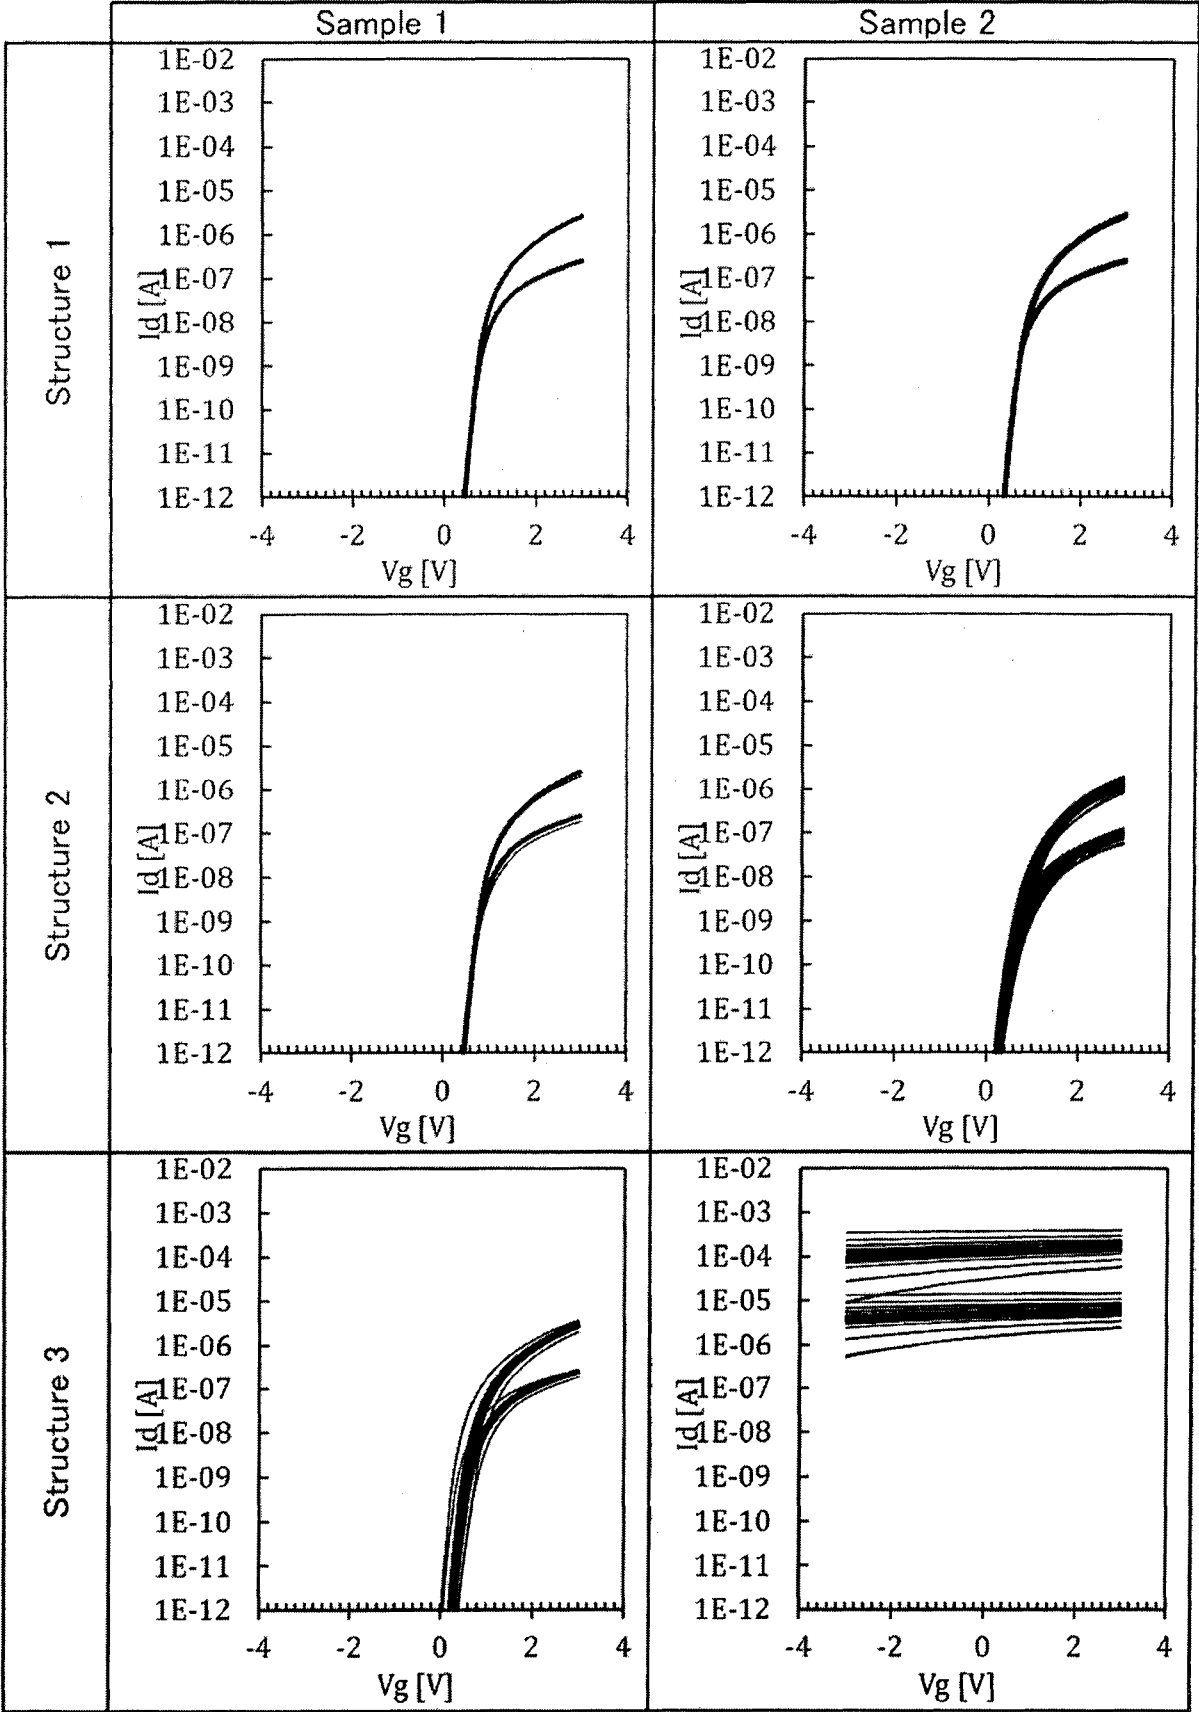 Sample 1
Sample 2
Structure 1
1E-02
1E-03
1E-04
1E-05
1E-06
1E-07
1E-08
1E-09
1E-10
1E-11
1E-12
Id [A]
-4
-2
0
2
4
Vg [V]
1E-02
1E-03
1E-04
1E-05
1E-06
1E-07
1E-08
1E-09
1E-10
1E-11
1E-12
Id [A]
-4
-2
0
2
4
Vg [V]
Structure 2
1E-02
1E-03
1E-04
1E-05
1E-06
1E-07
1E-08
1E-09
1E-10
1E-11
1E-12
Id [A]
-4
-2
0
2
4
Vg [V]
1E-02
1E-03
1E-04
1E-05
1E-06
1E-07
1E-08
1E-09
1E-10
1E-11
1E-12
Id [A]
-4
-2
0
2
4
Vg [V]
Structure 3
1E-02
1E-03
1E-04
1E-05
1E-06
1E-07
1E-08
1E-09
1E-10
1E-11
1E-12
Id [A]
-4
-2
0
2
4
Vg [V]
1E-02
1E-03
1E-04
1E-05
1E-06
1E-07
1E-08
1E-09
1E-10
1E-11
1E-12
Id [A]
-4
-2
0
2
4
Vg [V]